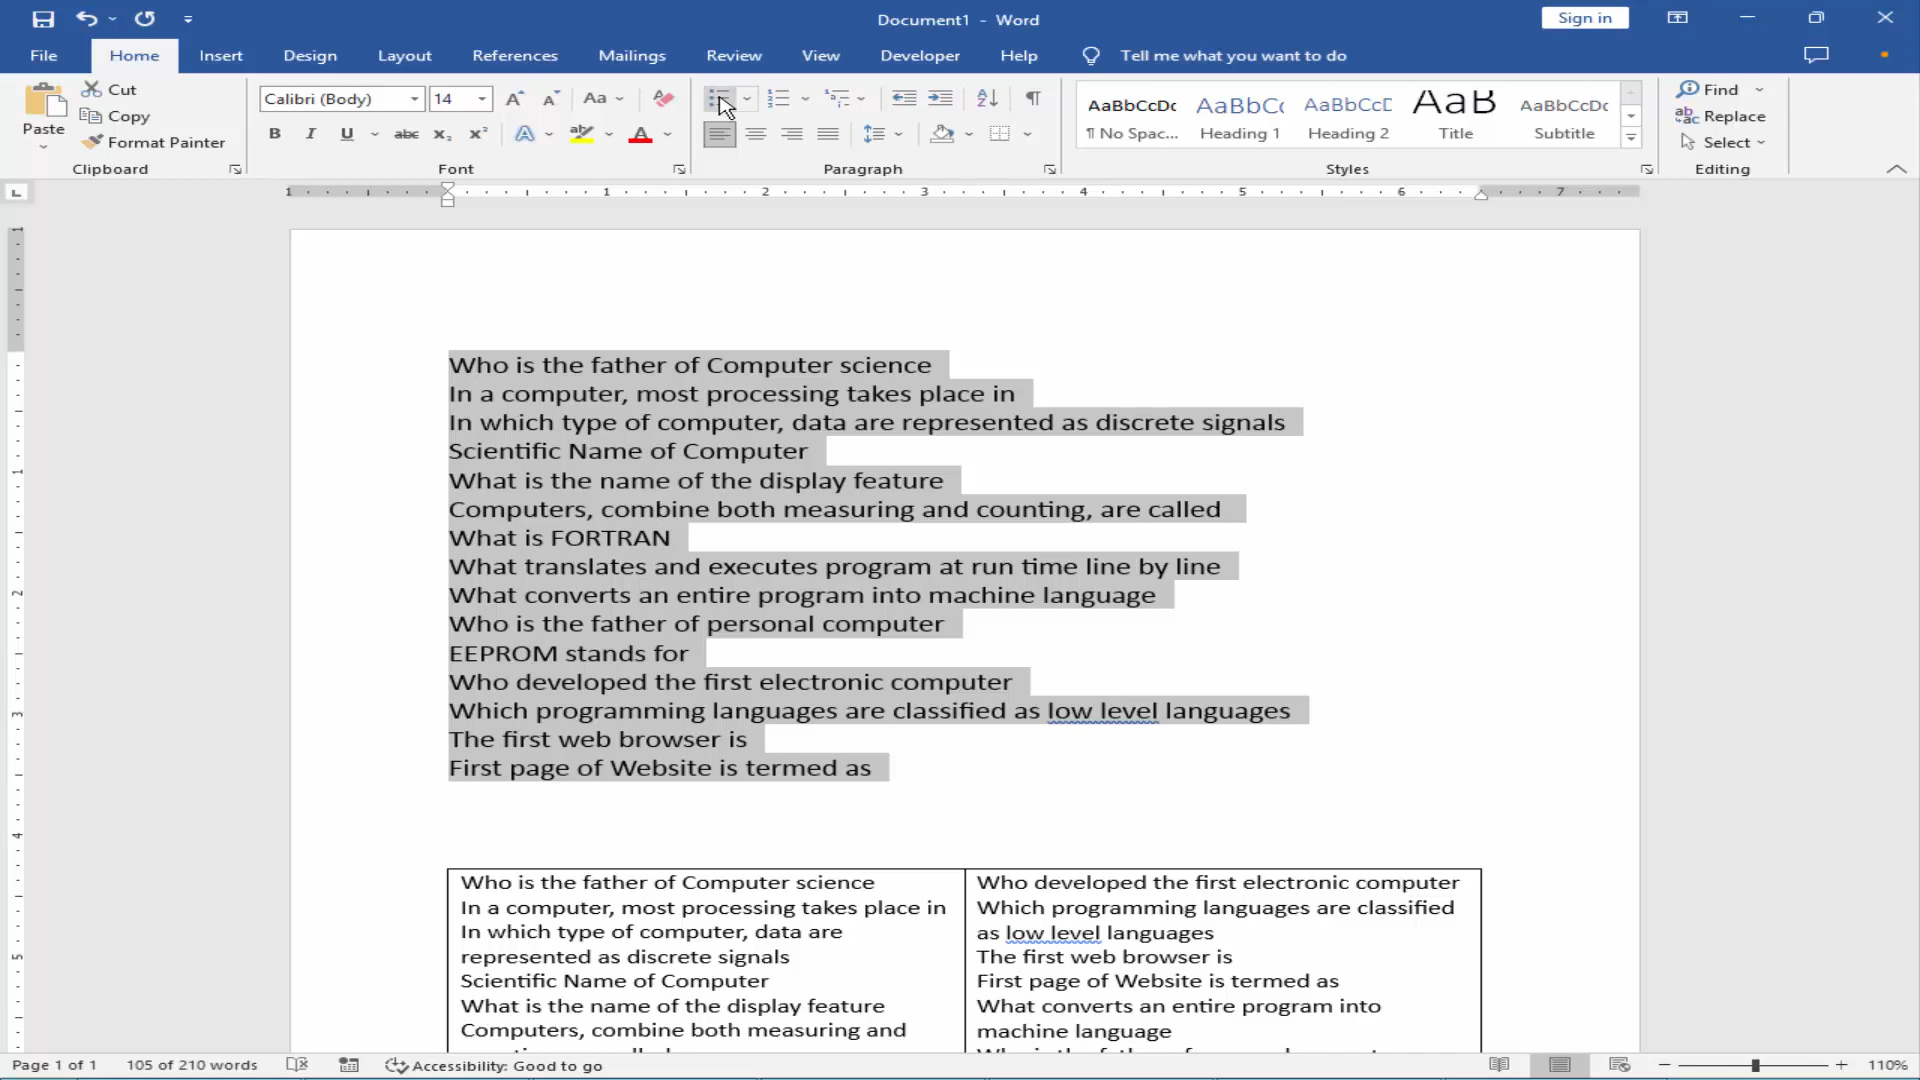 Document1 - Word
Sign in
File Home Insert Design Layout References Mailings Review View Developer Help Tell me what you want to do
Paste
Cut
Copy
Format Painter
Clipboard
Calibri (Body) 14
Font
Paragraph
AaBbCcDc AaBbC( AaBbCcD AaB AaBbCcDc
¶ No Spac... Heading 1 Heading 2 Title Subtitle
Styles
Find
Replace
Select
Editing
1 1 2 3 4 5 6 7
Who is the father of Computer science
In a computer, most processing takes place in
In which type of computer, data are represented as discrete signals
Scientific Name of Computer
What is the name of the display feature
Computers, combine both measuring and counting, are called
What is FORTRAN
What translates and executes program at run time line by line
What converts an entire program into machine language
Who is the father of personal computer
EEPROM stands for
Who developed the first electronic computer
Which programming languages are classified as low level languages
The first web browser is
First page of Website is termed as
Who is the father of Computer science
In a computer, most processing takes place in
In which type of computer, data are
represented as discrete signals
Scientific Name of Computer
What is the name of the display feature
Computers, combine both measuring and
Who developed the first electronic computer
Which programming languages are classified
as low level languages
The first web browser is
First page of Website is termed as
What converts an entire program into
machine language
Page 1 of 1 105 of 210 words Accessibility: Good to go 110%